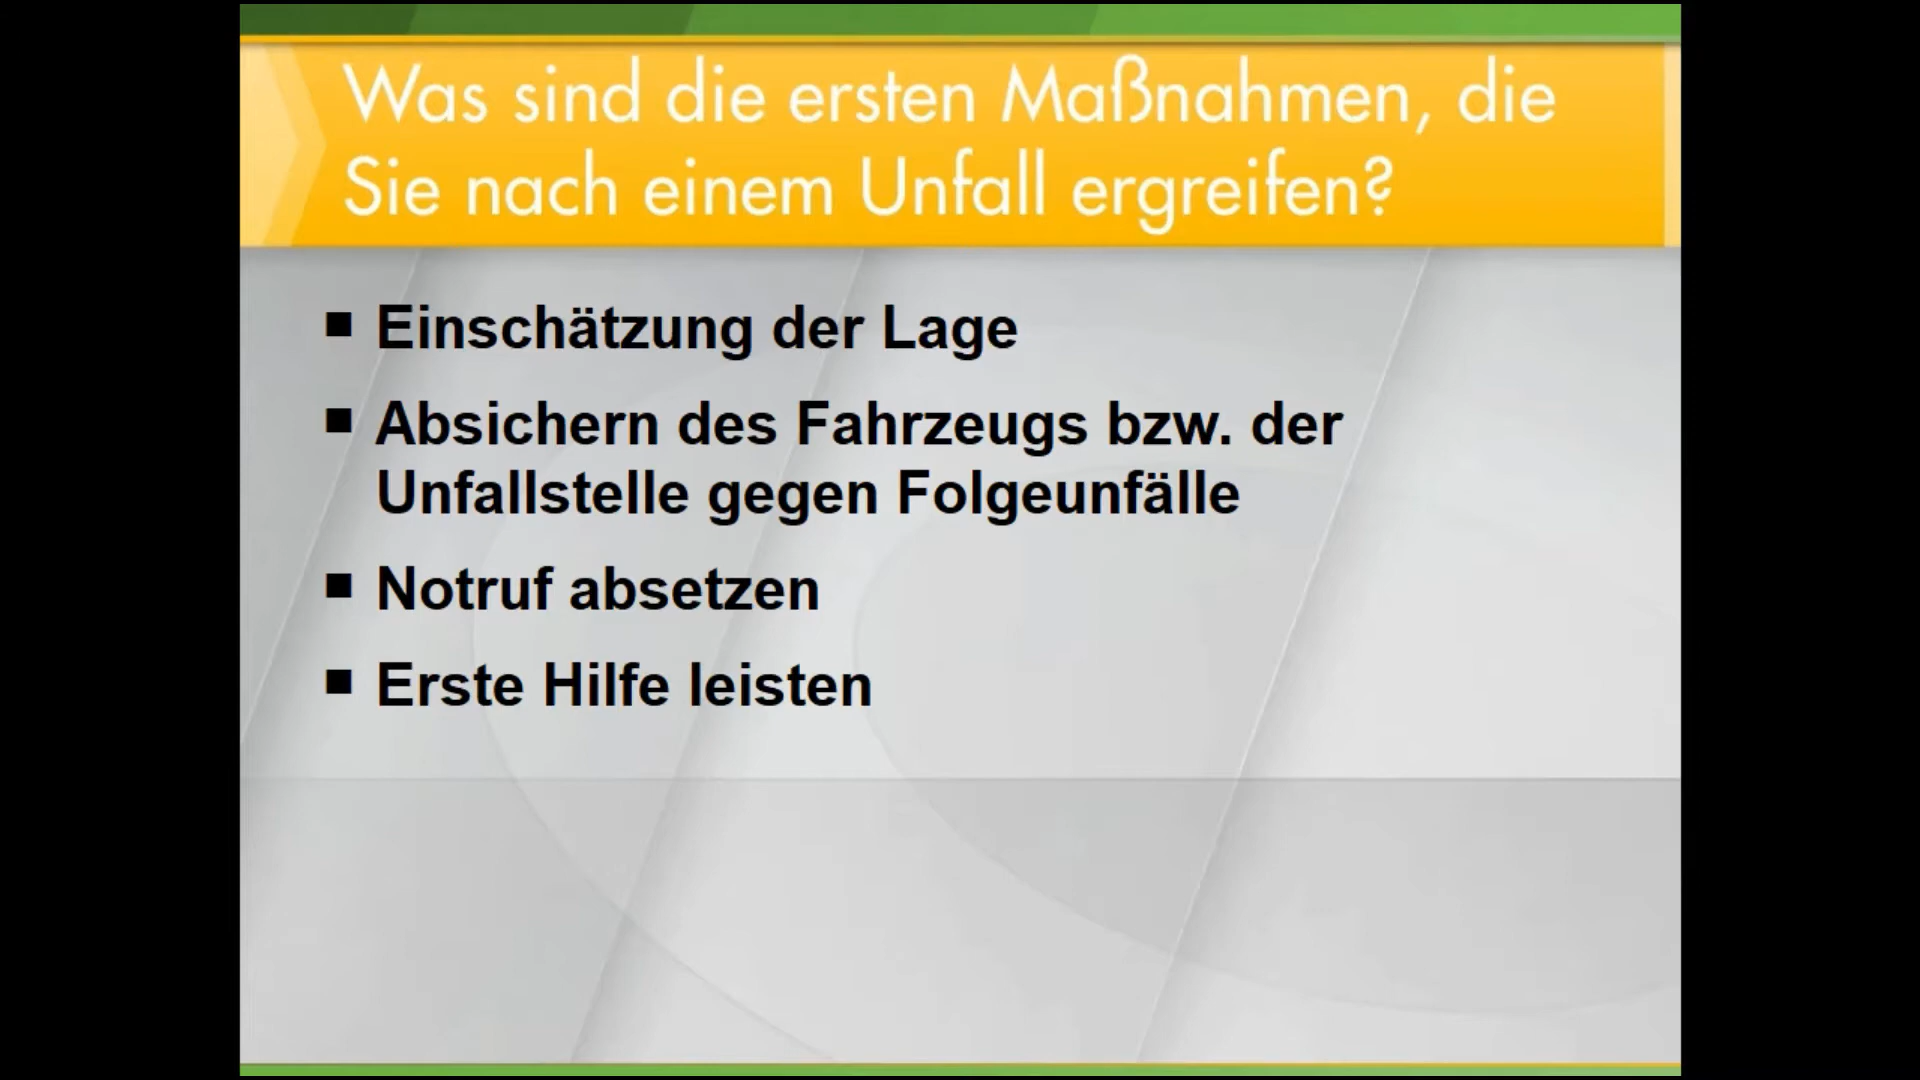 Was sind die ersten Maßnahmen, die
Sie nach einem Unfall ergreifen?
▪ Einschätzung der Lage
▪ Absichern des Fahrzeugs bzw. der
Unfallstelle gegen Folgeunfälle
▪ Notruf absetzen
▪ Erste Hilfe leisten